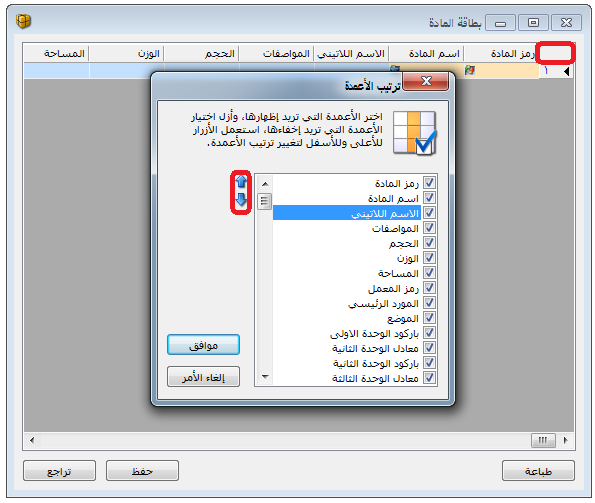 بطاقة المادة
رمز المادة
اسم المادة
الاسم اللاتيني
المواصفات
الحجم
الوزن
المساحة
١
ترتيب الأعمدة
اختر الأعمدة التي تريد إظهارها، وأزل اختيار
الأعمدة التي تريد إخفاءها، استعمل الأزرار
للأعلى وللأسفل لتغيير ترتيب الأعمدة.
رمز المادة
اسم المادة
الاسم اللاتيني
المواصفات
الحجم
الوزن
المساحة
رمز المعمل
المورد الرئيسي
الموضع
باركود الوحدة الاولى
معادل الوحدة الثانية
باركود الوحدة الثانية
معادل الوحدة الثالثة
موافق
إلغاء الأمر
طباعة
حفظ
تراجع